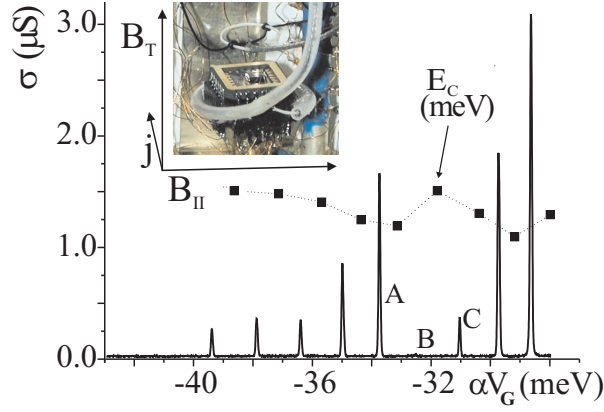 σ (μS)
3.0
2.0
1.0
0.0
B_T
j
B_II
E_C
(meV)
A
B
C
-40
-36
-32
αV_G (meV)